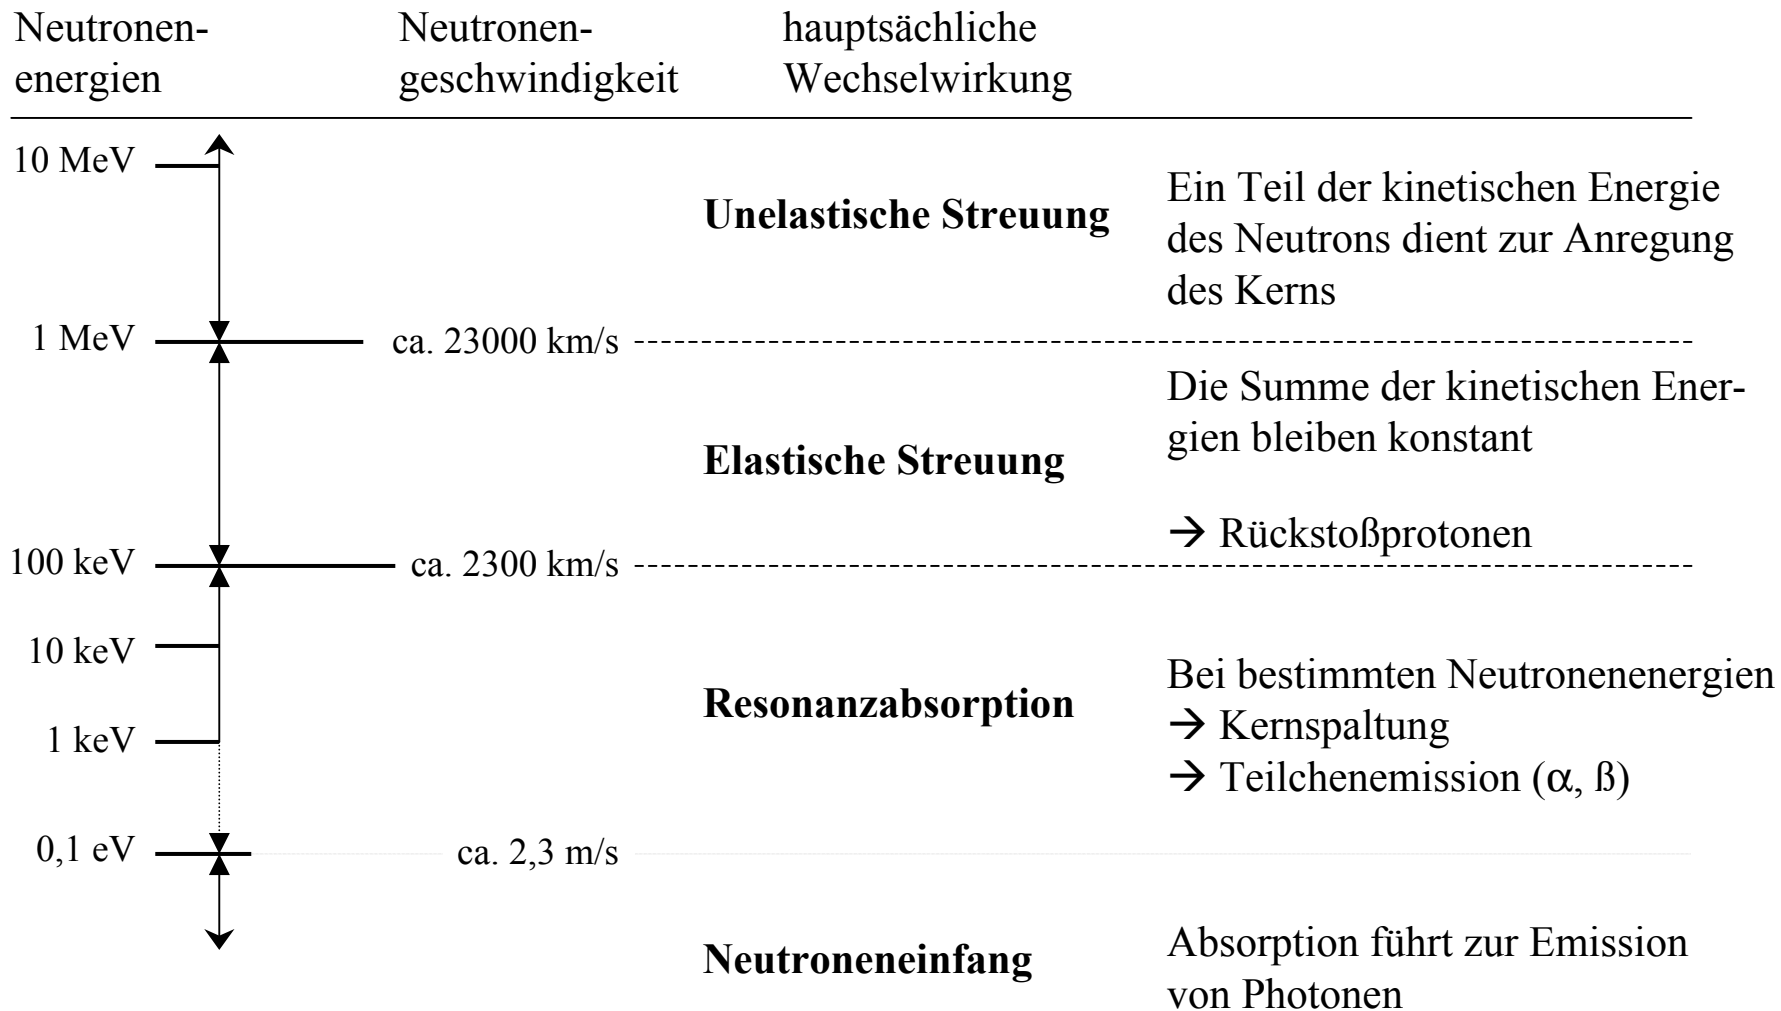 Neutronen-
energien
Neutronen-
geschwindigkeit
hauptsächliche
Wechselwirkung
10 MeV
Unelastische Streuung
Ein Teil der kinetischen Energie
des Neutrons dient zur Anregung
des Kerns
1 MeV
ca. 23000 km/s
Elastische Streuung
Die Summe der kinetischen Ener-
gien bleiben konstant
→ Rückstoßprotonen
100 keV
ca. 2300 km/s
10 keV
1 keV
Resonanzabsorption
Bei bestimmten Neutronenenergien
→ Kernspaltung
→ Teilchenemission (α, ß)
0,1 eV
ca. 2,3 m/s
Neutroneneinfang
Absorption führt zur Emission
von Photonen